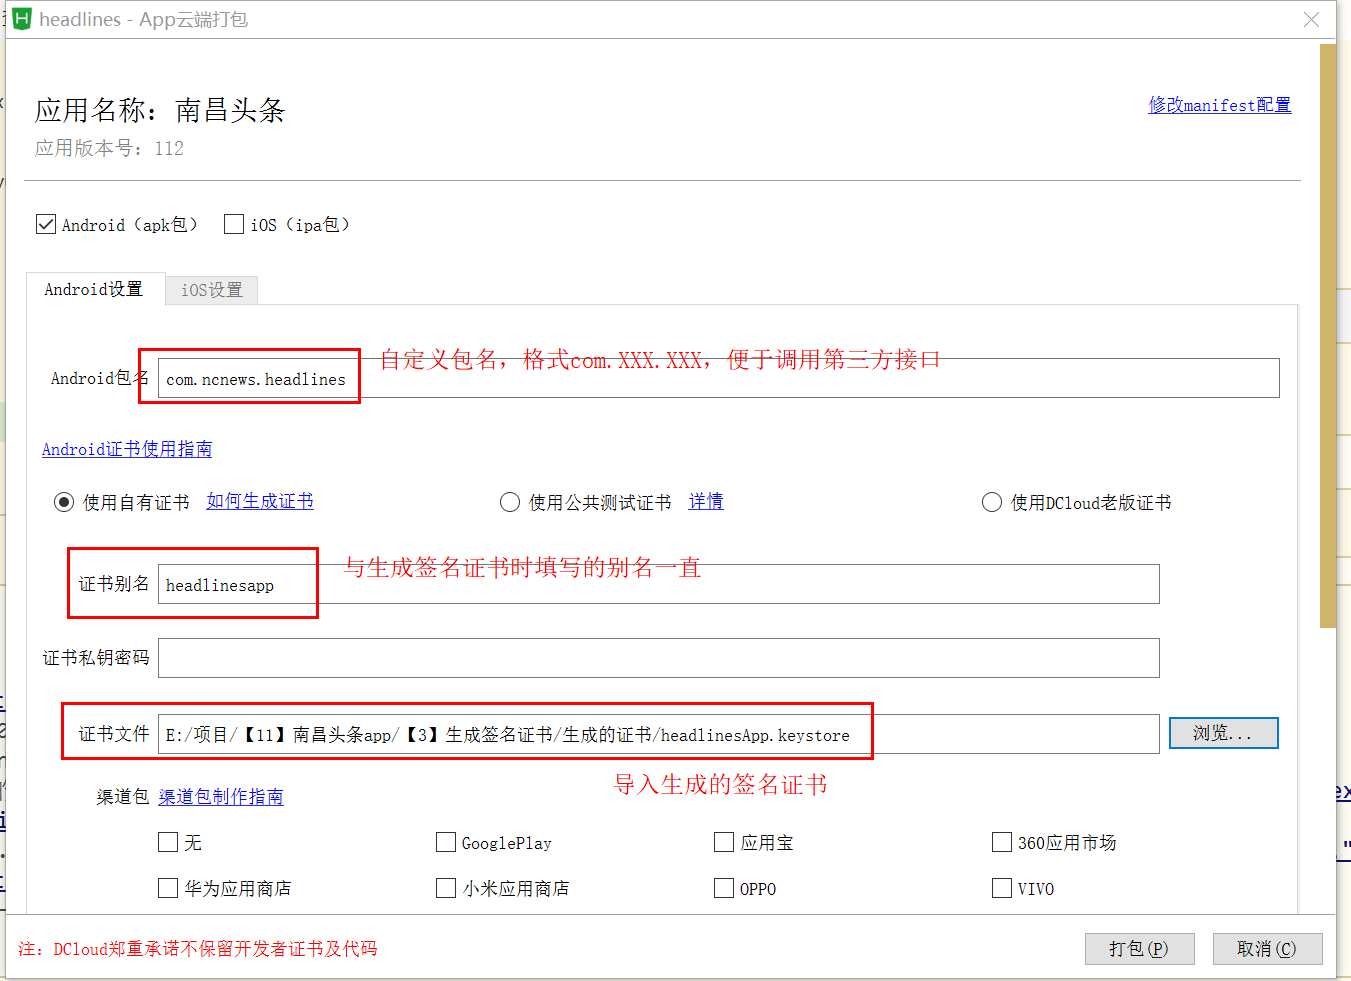 headlines - App云端打包
应用名称：南昌头条
修改manifest配置
应用版本号：112
Android（apk包）
iOS（ipa包）
Android设置
iOS设置
自定义包名，格式com.XXX.XXX，便于调用第三方接口
Android包名
com.ncnews.headlines
Android证书使用指南
使用自有证书
如何生成证书
使用公共测试证书
详情
使用DCloud老版证书
与生成签名证书时填写的别名一直
证书别名
headlinesapp
证书私钥密码
证书文件
E:/项目/【11】南昌头条app/【3】生成签名证书/生成的证书/headlinesApp.keystore
浏览...
导入生成的签名证书
渠道包
渠道包制作指南
无
GooglePlay
应用宝
360应用市场
华为应用商店
小米应用商店
OPPO
VIVO
注：DCloud郑重承诺不保留开发者证书及代码
打包(P)
取消(C)